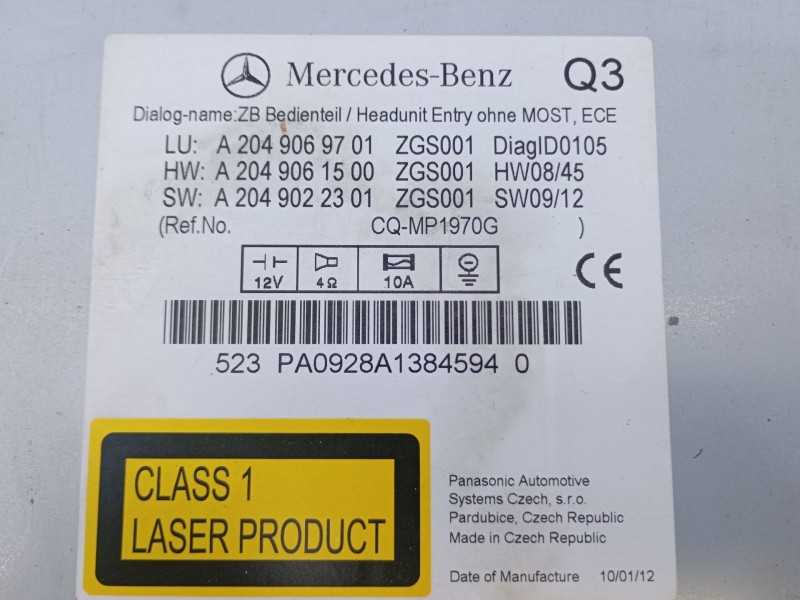 Mercedes-Benz Q3
Dialog-name:ZB Bedienteil / Headunit Entry ohne MOST, ECE
LU: A 204 906 97 01 ZGS001 DiagID0105
HW: A 204 906 15 00 ZGS001 HW08/45
SW: A 204 902 23 01 ZGS001 SW09/12
(Ref.No. CQ-MP1970G )
12V 4Ω 10A
CE
523 PA0928A1384594 0
CLASS 1
LASER PRODUCT
Panasonic Automotive
Systems Czech, s.r.o.
Pardubice, Czech Republic
Made in Czech Republic
Date of Manufacture 10/01/12